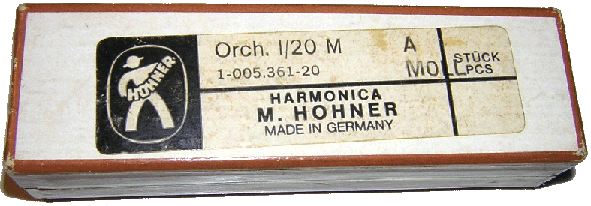 HOHNER
Orch. I/20 M
1-005.361-20
A
MOLL
STÜCK
PCS
HARMONICA
M. HOHNER
MADE IN GERMANY